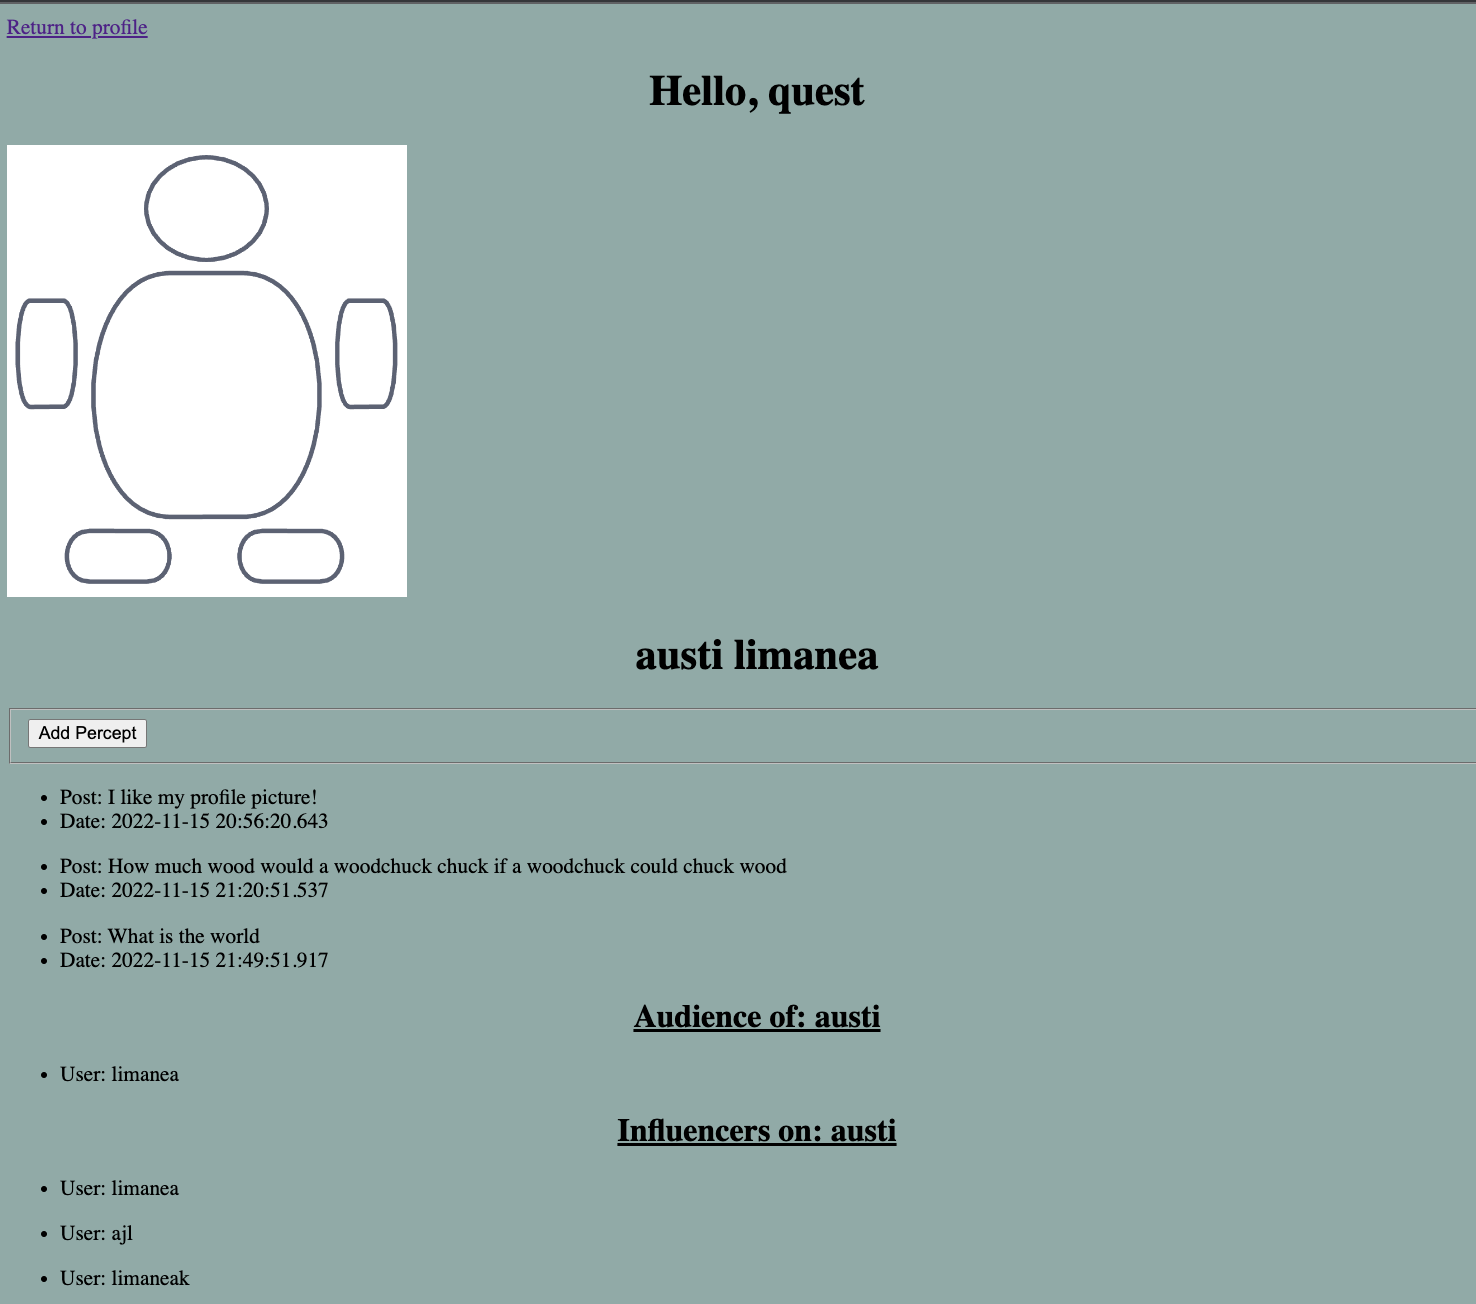 Return to profile
Hello, quest
austi limanea
Add Percept
Post: I like my profile picture!
Date: 2022-11-15 20:56:20.643
Post: How much wood would a woodchuck chuck if a woodchuck could chuck wood
Date: 2022-11-15 21:20:51.537
Post: What is the world
Date: 2022-11-15 21:49:51.917
Audience of: austi
User: limanea
Influencers on: austi
User: limanea
User: ajl
User: limaneak